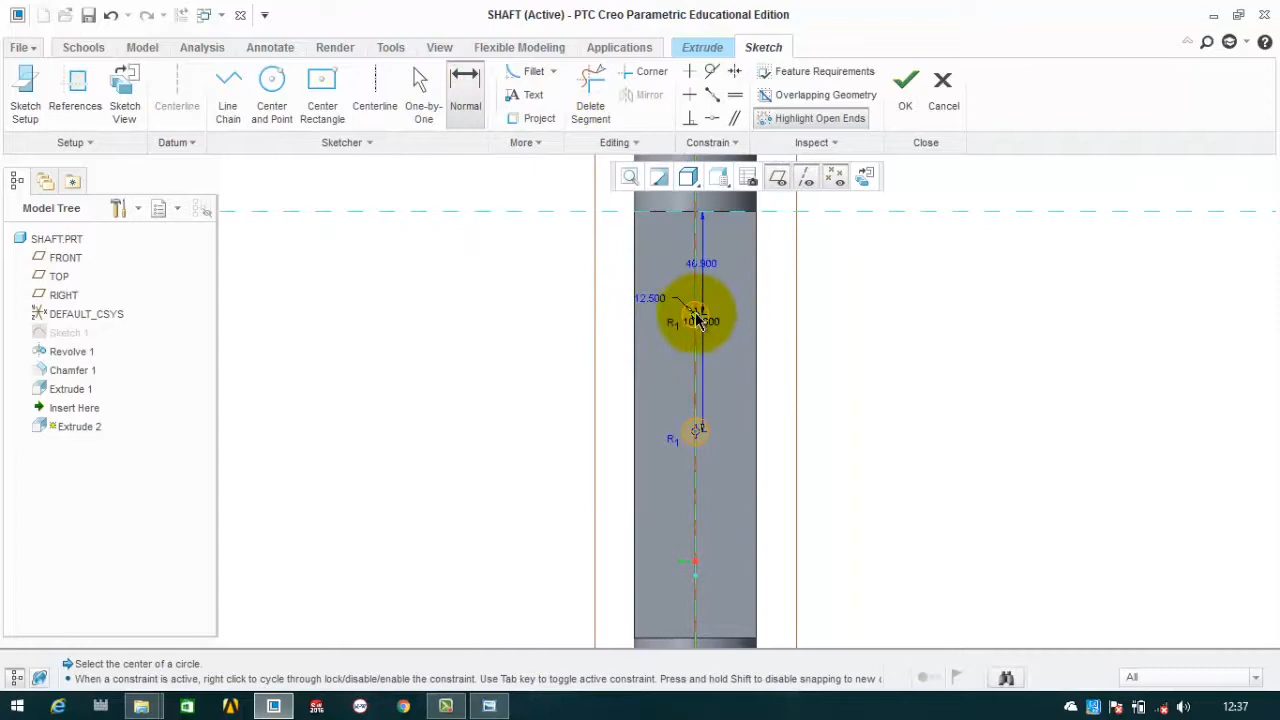 SHAFT (Active) - PTC Creo Parametric Educational Edition
File Schools Model Analysis Annotate Render Tools View Flexible Modeling Applications Extrude Sketch
Sketch Setup
References
Sketch View
Centerline
Line Chain
Center and Point
Center Rectangle
Centerline
One-by-One
Normal
Fillet
Text
Project
Delete Segment
Corner
Mirror
Feature Requirements
Overlapping Geometry
Highlight Open Ends
OK
Cancel
Setup Datum Sketcher More Editing Constrain Inspect Close
Model Tree
SHAFT.PRT
FRONT
TOP
RIGHT
DEFAULT_CSYS
Sketch 1
Revolve 1
Chamfer 1
Extrude 1
Insert Here
Extrude 2
12.500
R1
R1
Select the center of a circle.
When a constraint is active, right click to cycle through lock/disable/enable the constraint. Use Tab key to toggle active constraint. Press and hold Shift to disable snapping to new
All
12:37